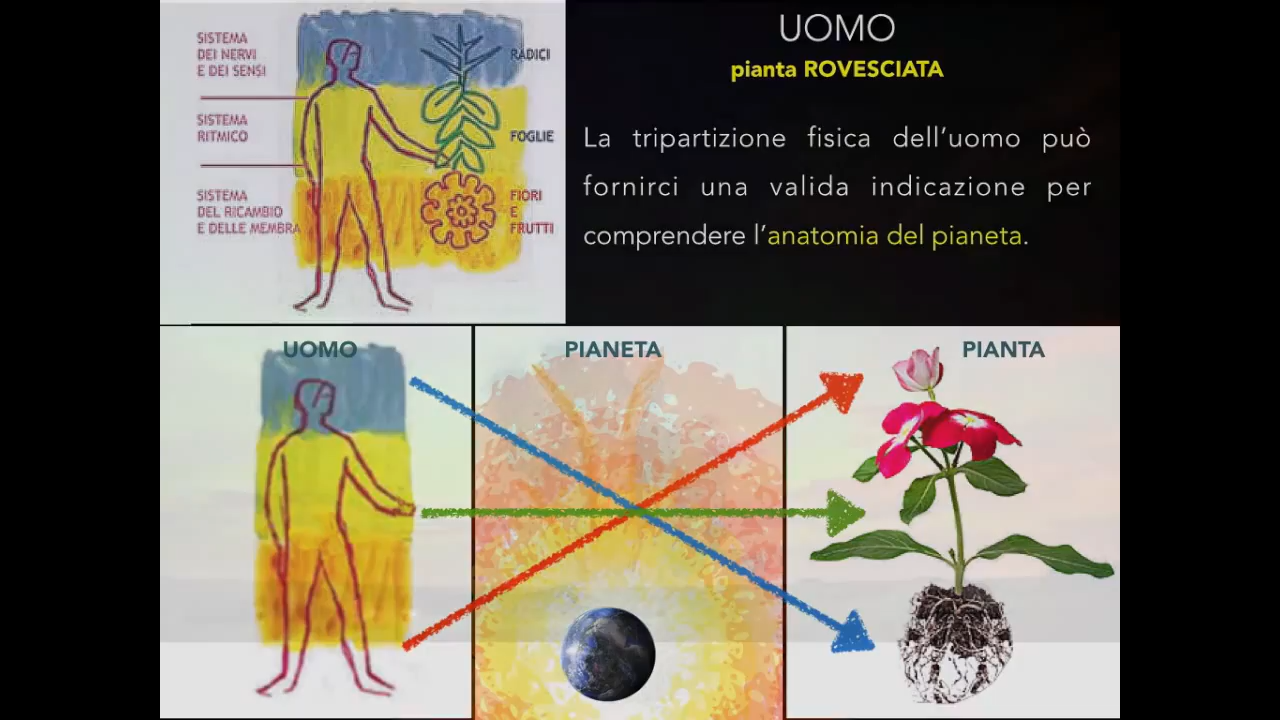 SISTEMA
DEI NERVI
E DEI SENSI
RADICI
SISTEMA
RITMICO
FOGLIE
SISTEMA
DEL RICAMBIO
E DELLE MEMBRA
FIORI
E
FRUTTI
UOMO
pianta ROVESCIATA
La tripartizione fisica dell'uomo può
fornirci una valida indicazione per
comprendere l'anatomia del pianeta.
UOMO
PIANETA
PIANTA